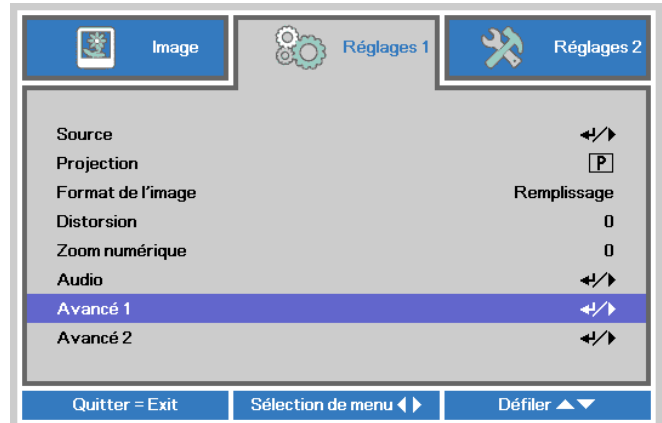 Image
Réglages 1
Réglages 2
Source
Projection P
Format de l'image Remplissage
Distorsion 0
Zoom numérique 0
Audio
Avancé 1
Avancé 2
Quitter = Exit
Sélection de menu
Défiler